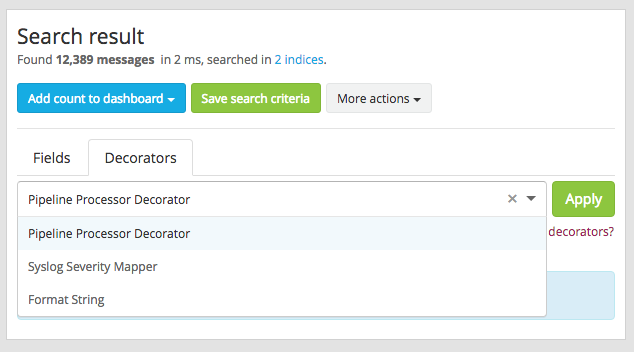 Search result
Found 12,389 messages in 2 ms, searched in 2 indices.
Add count to dashboard Save search criteria More actions
Fields Decorators
Pipeline Processor Decorator × Apply
Pipeline Processor Decorator decorators?
Syslog Severity Mapper
Format String